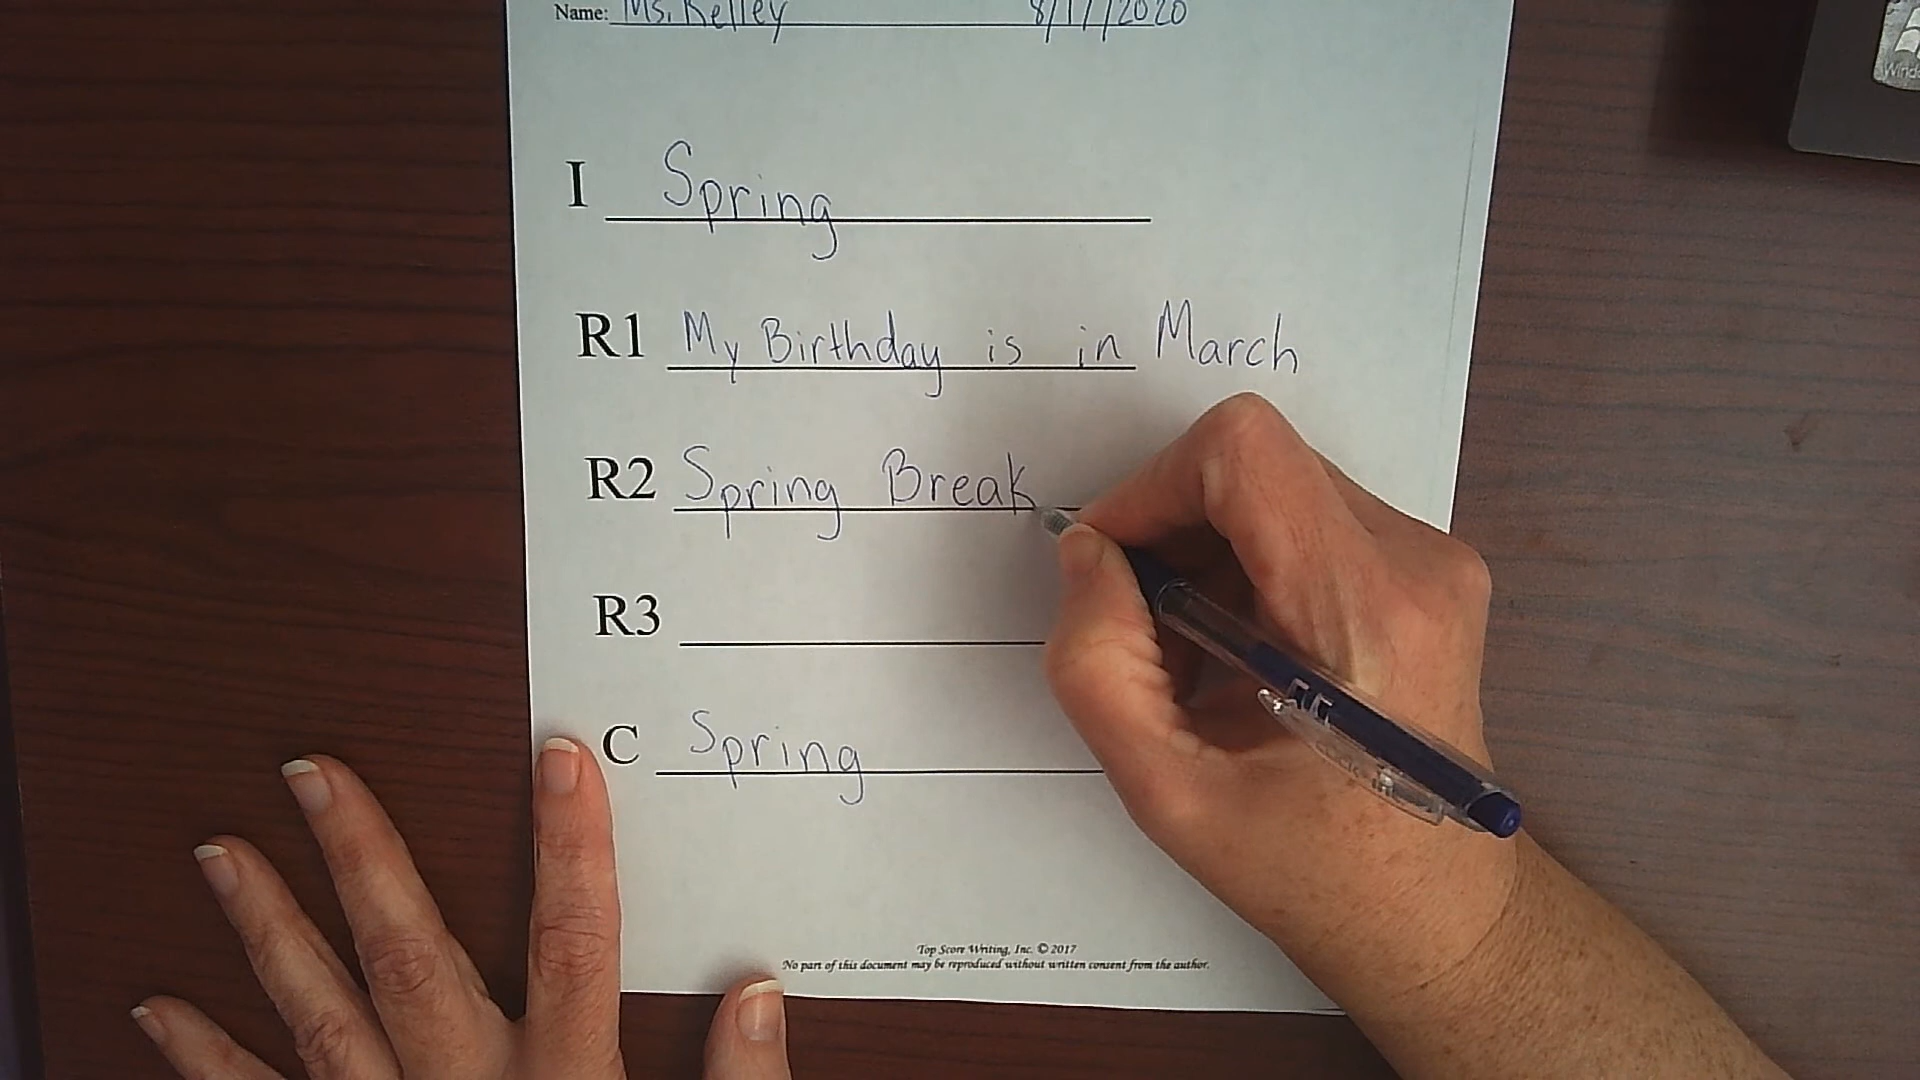 Name: Ms. Kelley 8/17/2020
I Spring
R1 My Birthday is in March
R2 Spring Break
R3
C Spring
Top Score Writing, Inc. © 2017
No part of this document may be reproduced without written consent from the author.